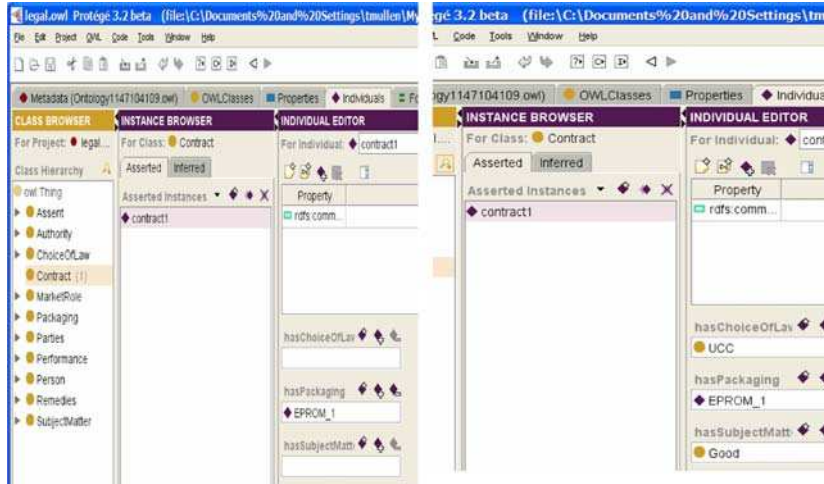 legal.owl Protégé 3.2 beta (file:\C:\Documents%20and%20Settings\tmullen\My
File Edit Project OWL Code Tools Window Help
Metadata (Ontology1147104109.owl) OWLClasses Properties Individuals Fo
CLASS BROWSER
For Project: legal...
Class Hierarchy
owl:Thing
Assent
Authority
ChoiceOfLaw
Contract (1)
MarketRole
Packaging
Parties
Performance
Person
Remedies
SubjectMatter
INSTANCE BROWSER
For Class: Contract
Asserted Inferred
Asserted Instances
contract1
INDIVIDUAL EDITOR
For Individual: contract1
Property
rdfs:comm...
hasChoiceOfLav
hasPackaging
EPROM_1
hasSubjectMatt
égé 3.2 beta (file:\C:\Documents%20and%20Settings\tm
t. Code Tools Window Help
gy1147104109.owl) OWLClasses Properties Individua
INSTANCE BROWSER
For Class: Contract
Asserted Inferred
Asserted Instances
contract1
INDIVIDUAL EDITOR
For Individual: cont
Property
rdfs:comm...
hasChoiceOfLav
UCC
hasPackaging
EPROM_1
hasSubjectMatt
Good